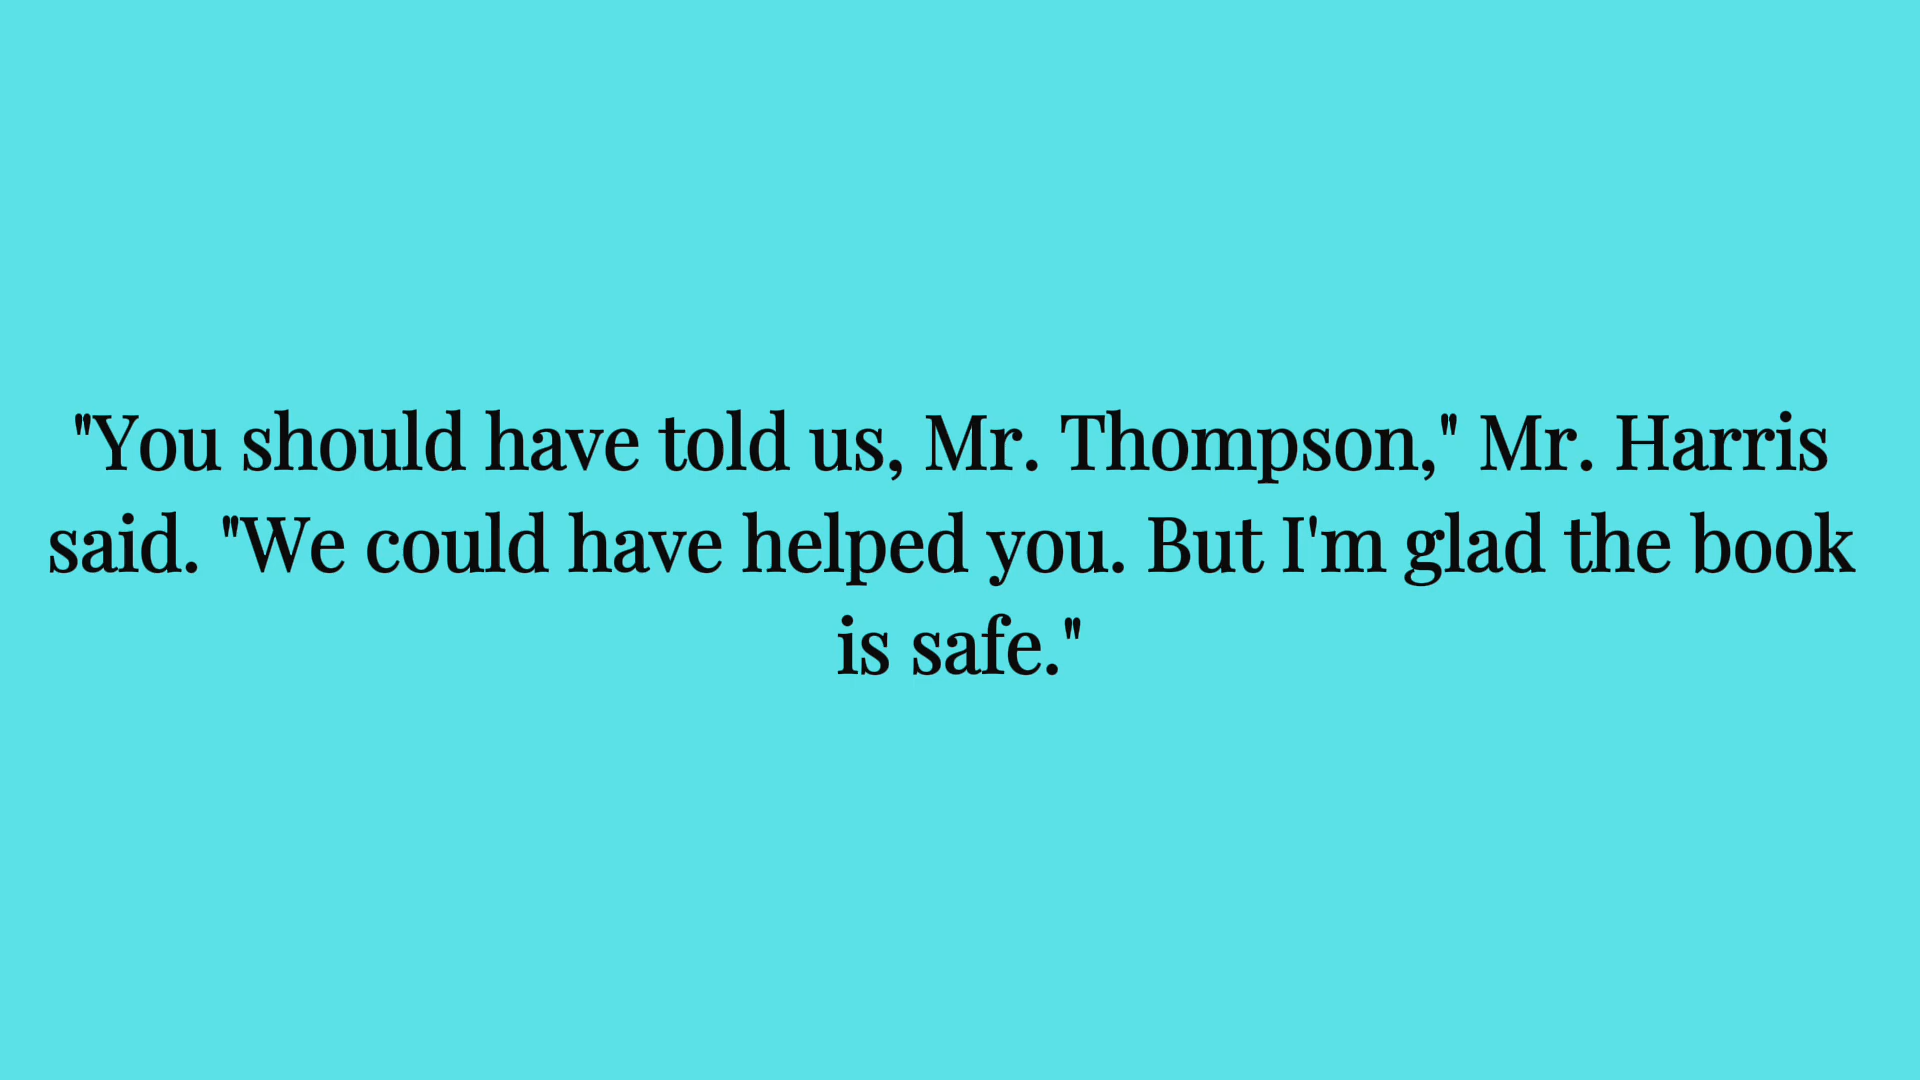 "You should have told us, Mr. Thompson," Mr. Harris
said. "We could have helped you. But I'm glad the book
is safe."